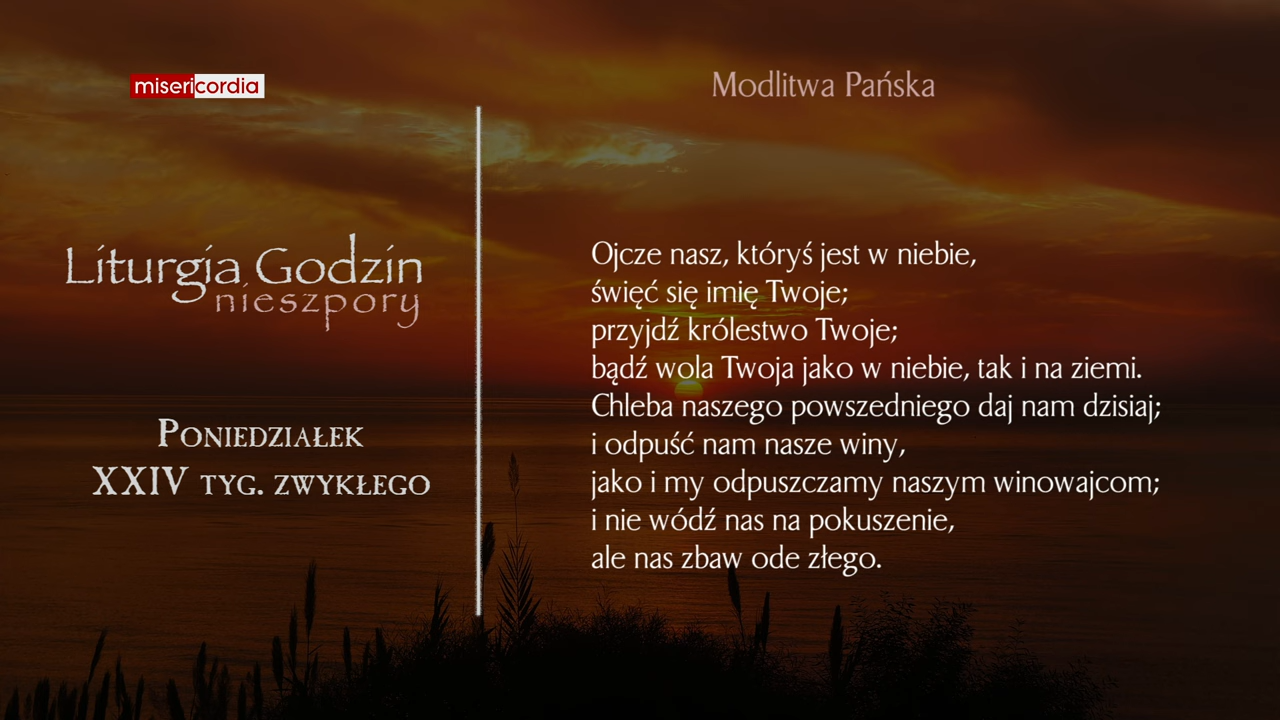 misericordia
Liturgia Godzin
nieszpory
Poniedziałek
XXIV tyg. zwykłego
Modlitwa Pańska
Ojcze nasz, któryś jest w niebie,
święć się imię Twoje;
przyjdź królestwo Twoje;
bądź wola Twoja jako w niebie, tak i na ziemi.
Chleba naszego powszedniego daj nam dzisiaj;
i odpuść nam nasze winy,
jako i my odpuszczamy naszym winowajcom;
i nie wódź nas na pokuszenie,
ale nas zbaw ode złego.